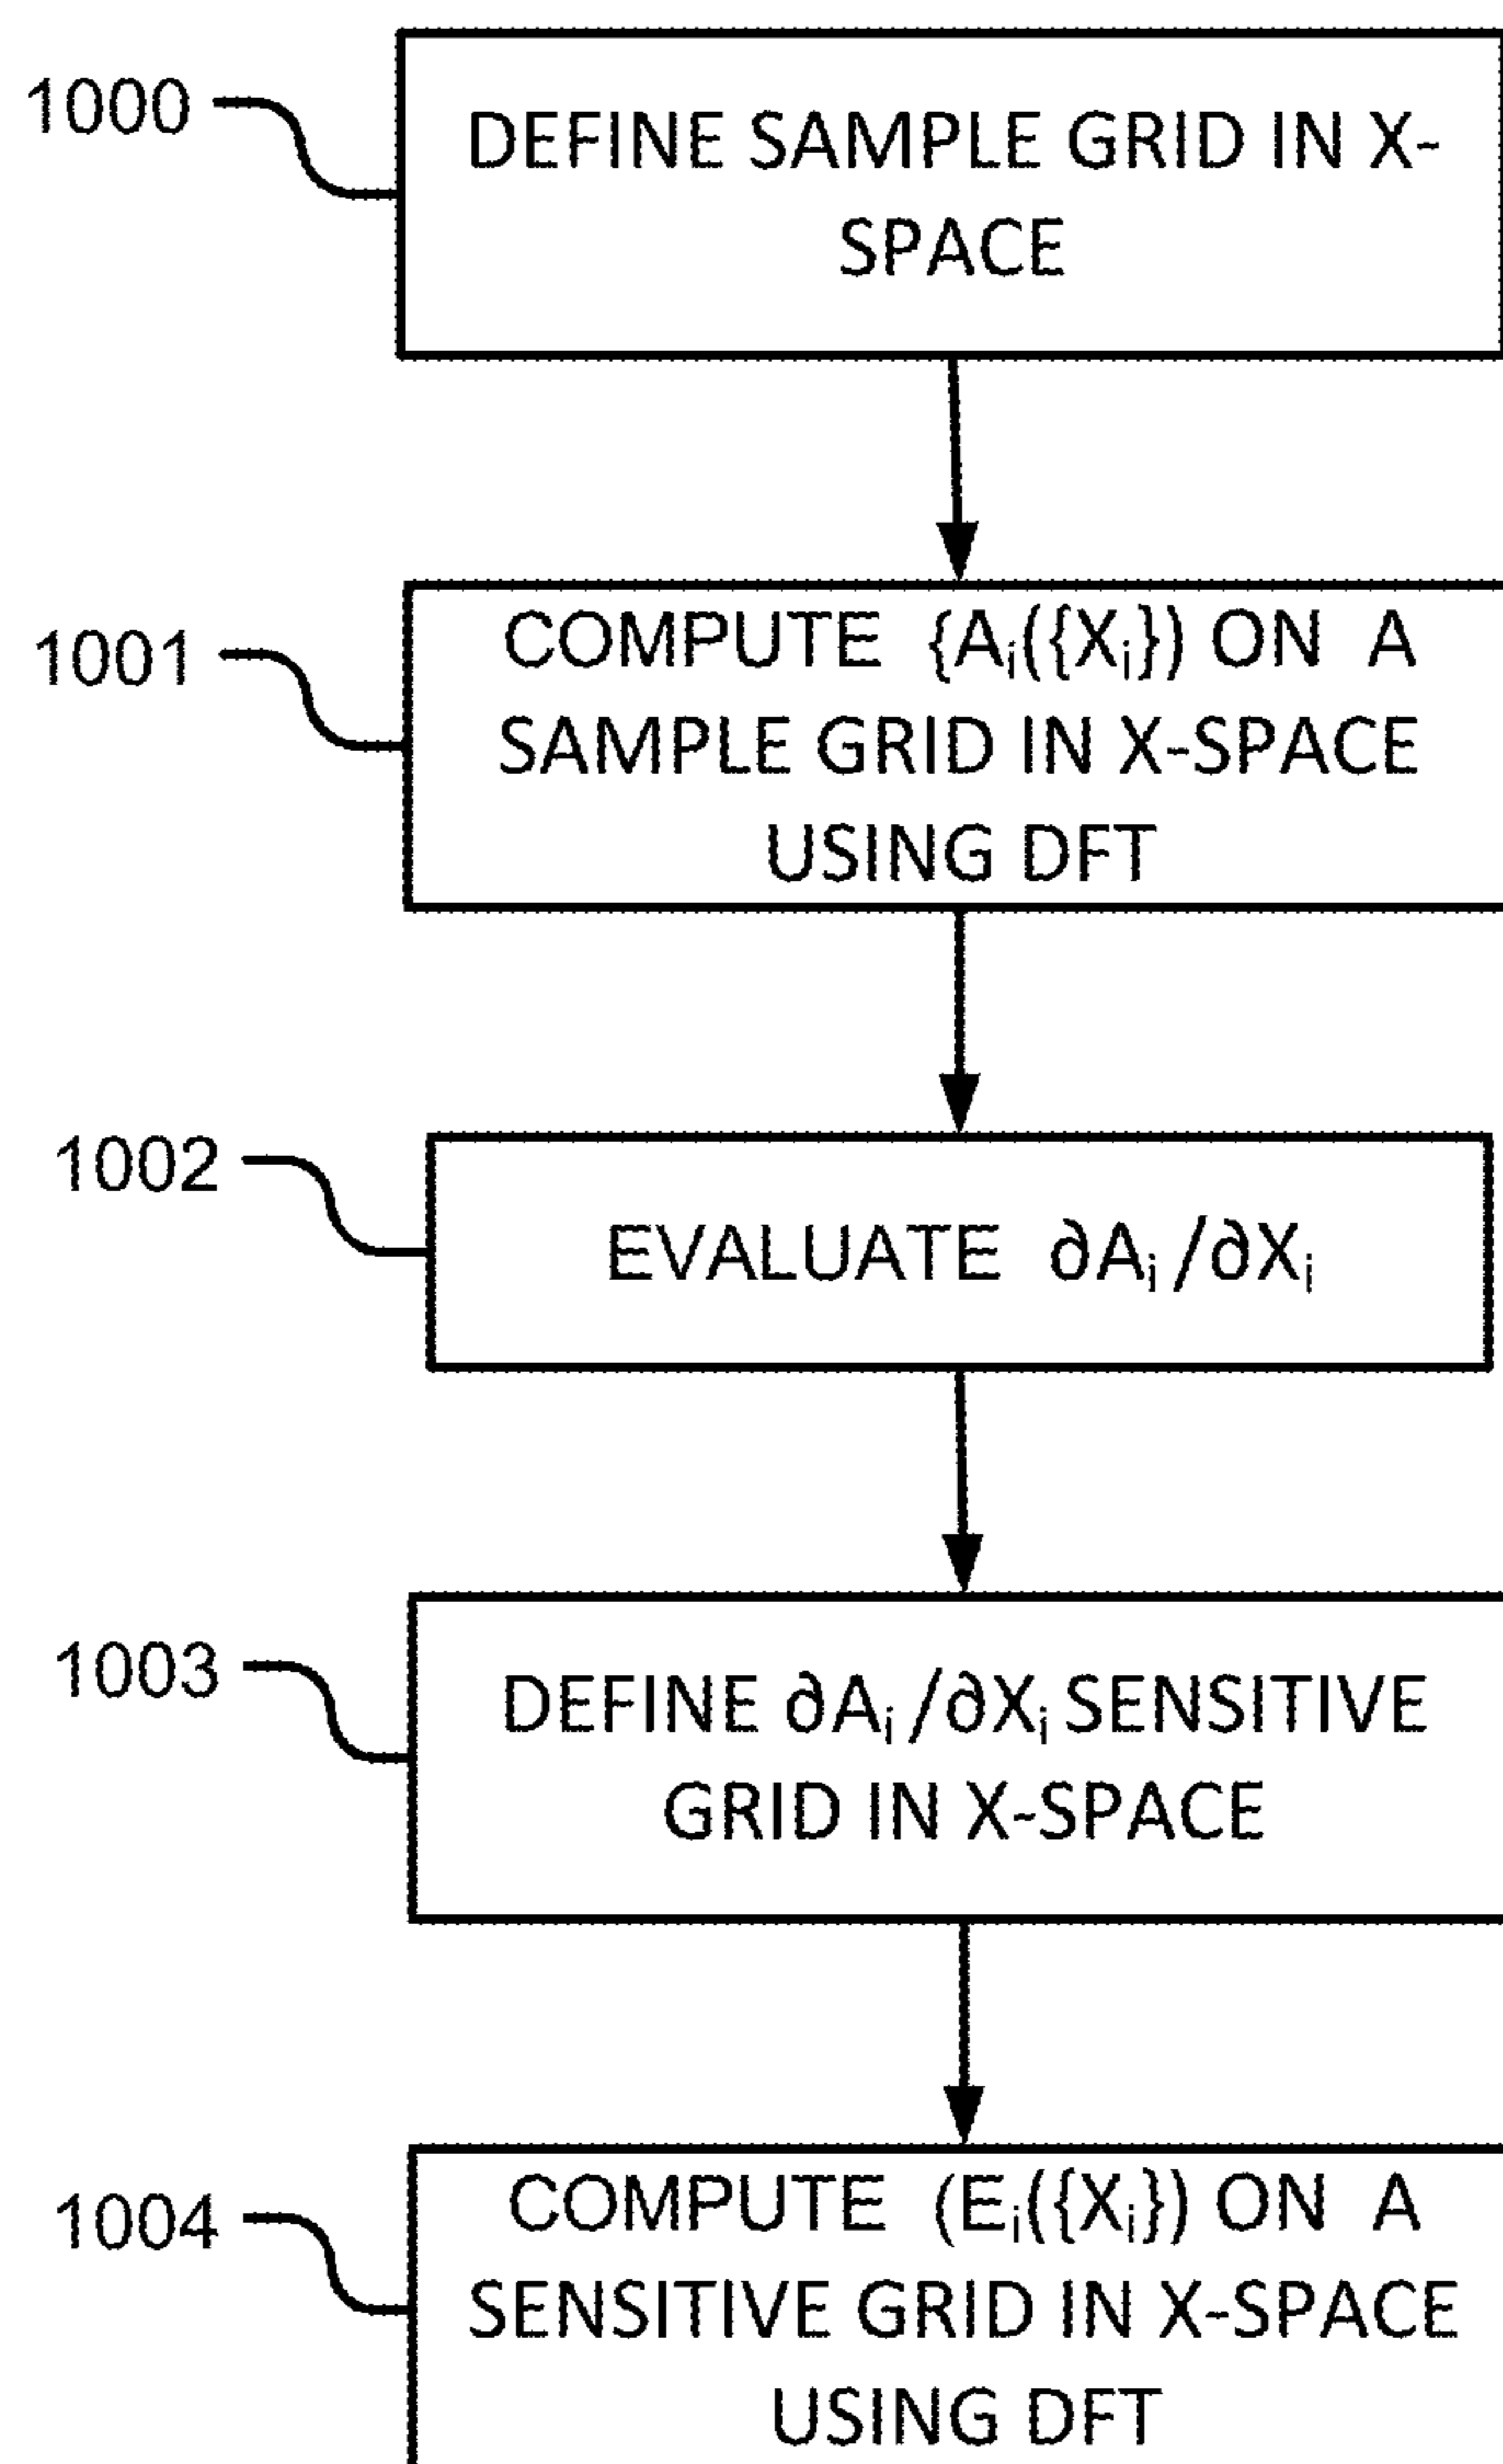 1000
DEFINE SAMPLE GRID IN X-
SPACE
1001
COMPUTE {Aᵢ({Xᵢ}) ON A
SAMPLE GRID IN X-SPACE
USING DFT
1002
EVALUATE ∂Aᵢ/∂Xᵢ
1003
DEFINE ∂Aᵢ/∂Xᵢ SENSITIVE
GRID IN X-SPACE
1004
COMPUTE (Eᵢ({Xᵢ}) ON A
SENSITIVE GRID IN X-SPACE
USING DFT